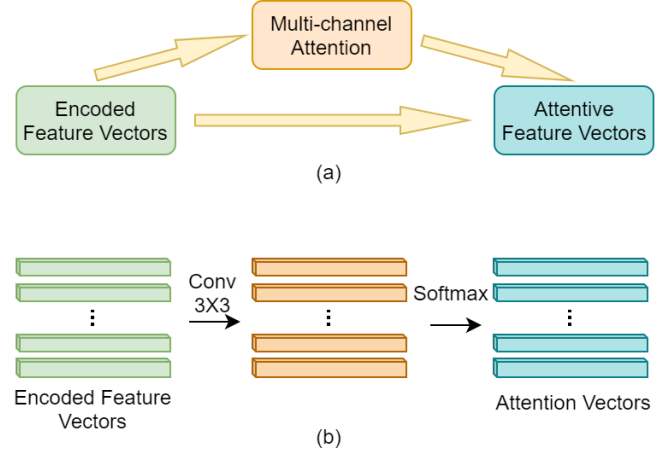 Multi-channel
Attention
Encoded
Feature Vectors
Attentive
Feature Vectors
(a)
Conv
3X3
Softmax
Encoded Feature
Vectors
Attention Vectors
(b)